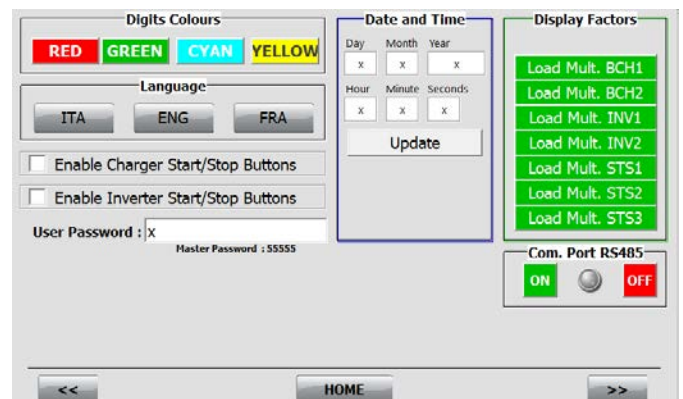 Digits Colours
RED GREEN CYAN YELLOW
Language
ITA ENG FRA
Enable Charger Start/Stop Buttons
Enable Inverter Start/Stop Buttons
User Password : x
Master Password : 55555
Date and Time
Day Month Year
x x x
Hour Minute Seconds
x x x
Update
Display Factors
Load Mult. BCH1
Load Mult. BCH2
Load Mult. INV1
Load Mult. INV2
Load Mult. STS1
Load Mult. STS2
Load Mult. STS3
Com. Port RS485
ON OFF
<< HOME >>